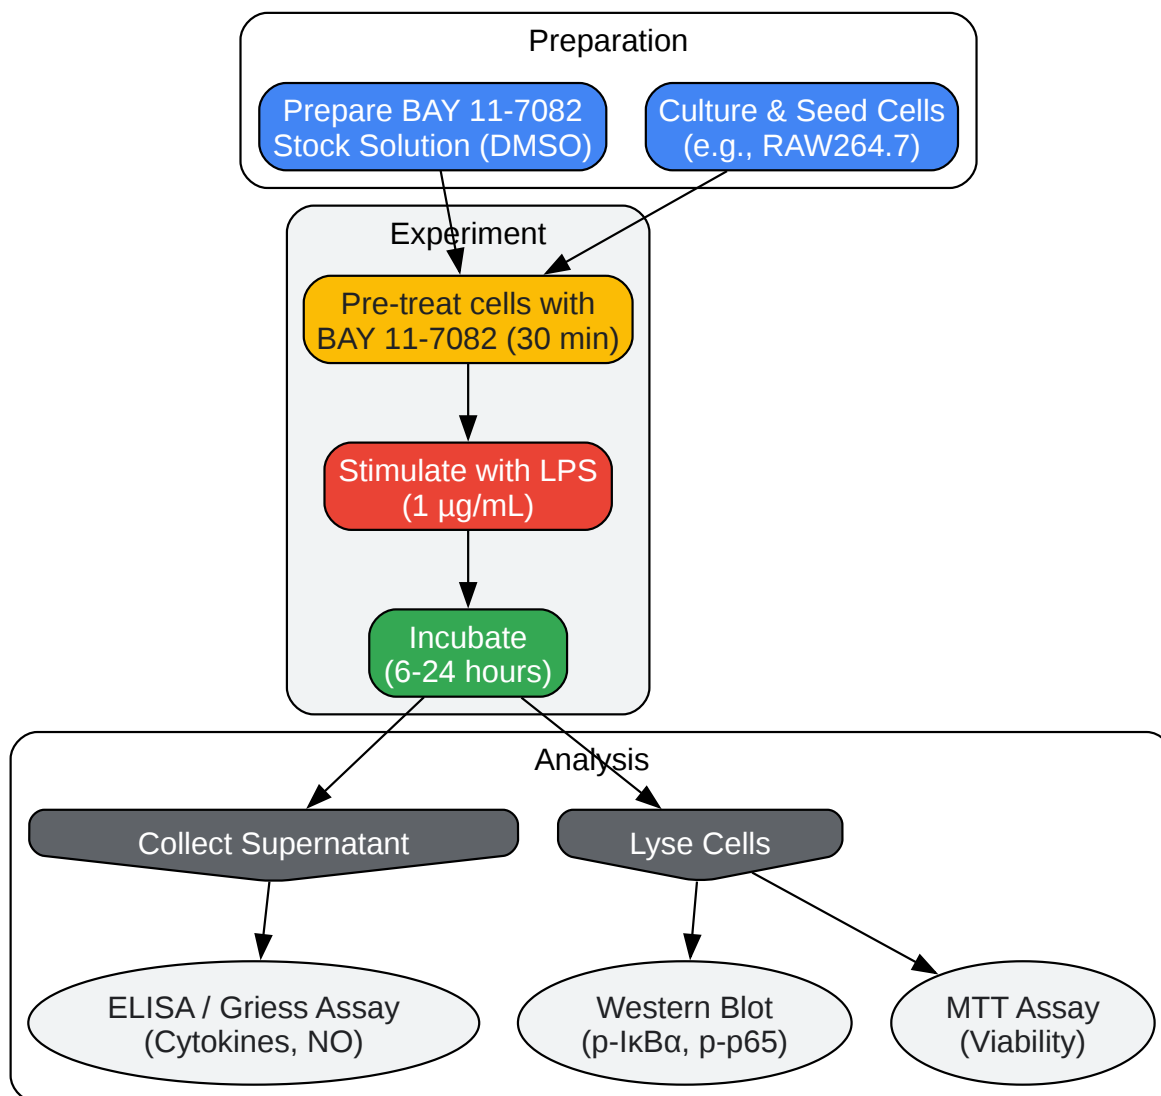 Preparation
Prepare BAY 11-7082
Stock Solution (DMSO)
Culture & Seed Cells
(e.g., RAW264.7)
Experiment
Pre-treat cells with
BAY 11-7082 (30 min)
Stimulate with LPS
(1 µg/mL)
Incubate
(6-24 hours)
Analysis
Collect Supernatant
Lyse Cells
ELISA / Griess Assay
(Cytokines, NO)
Western Blot
(p-IκBα, p-p65)
MTT Assay
(Viability)